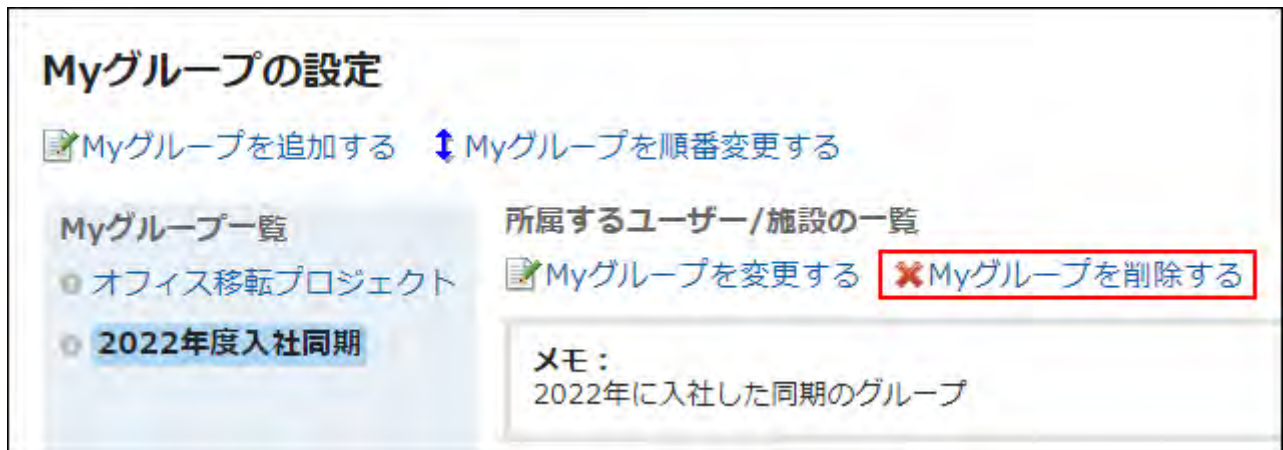 Myグループの設定
Myグループを追加する Myグループを順番変更する
Myグループ一覧
オフィス移転プロジェクト
2022年度入社同期
所属するユーザー/施設の一覧
Myグループを変更する Myグループを削除する
メモ：
2022年に入社した同期のグループ